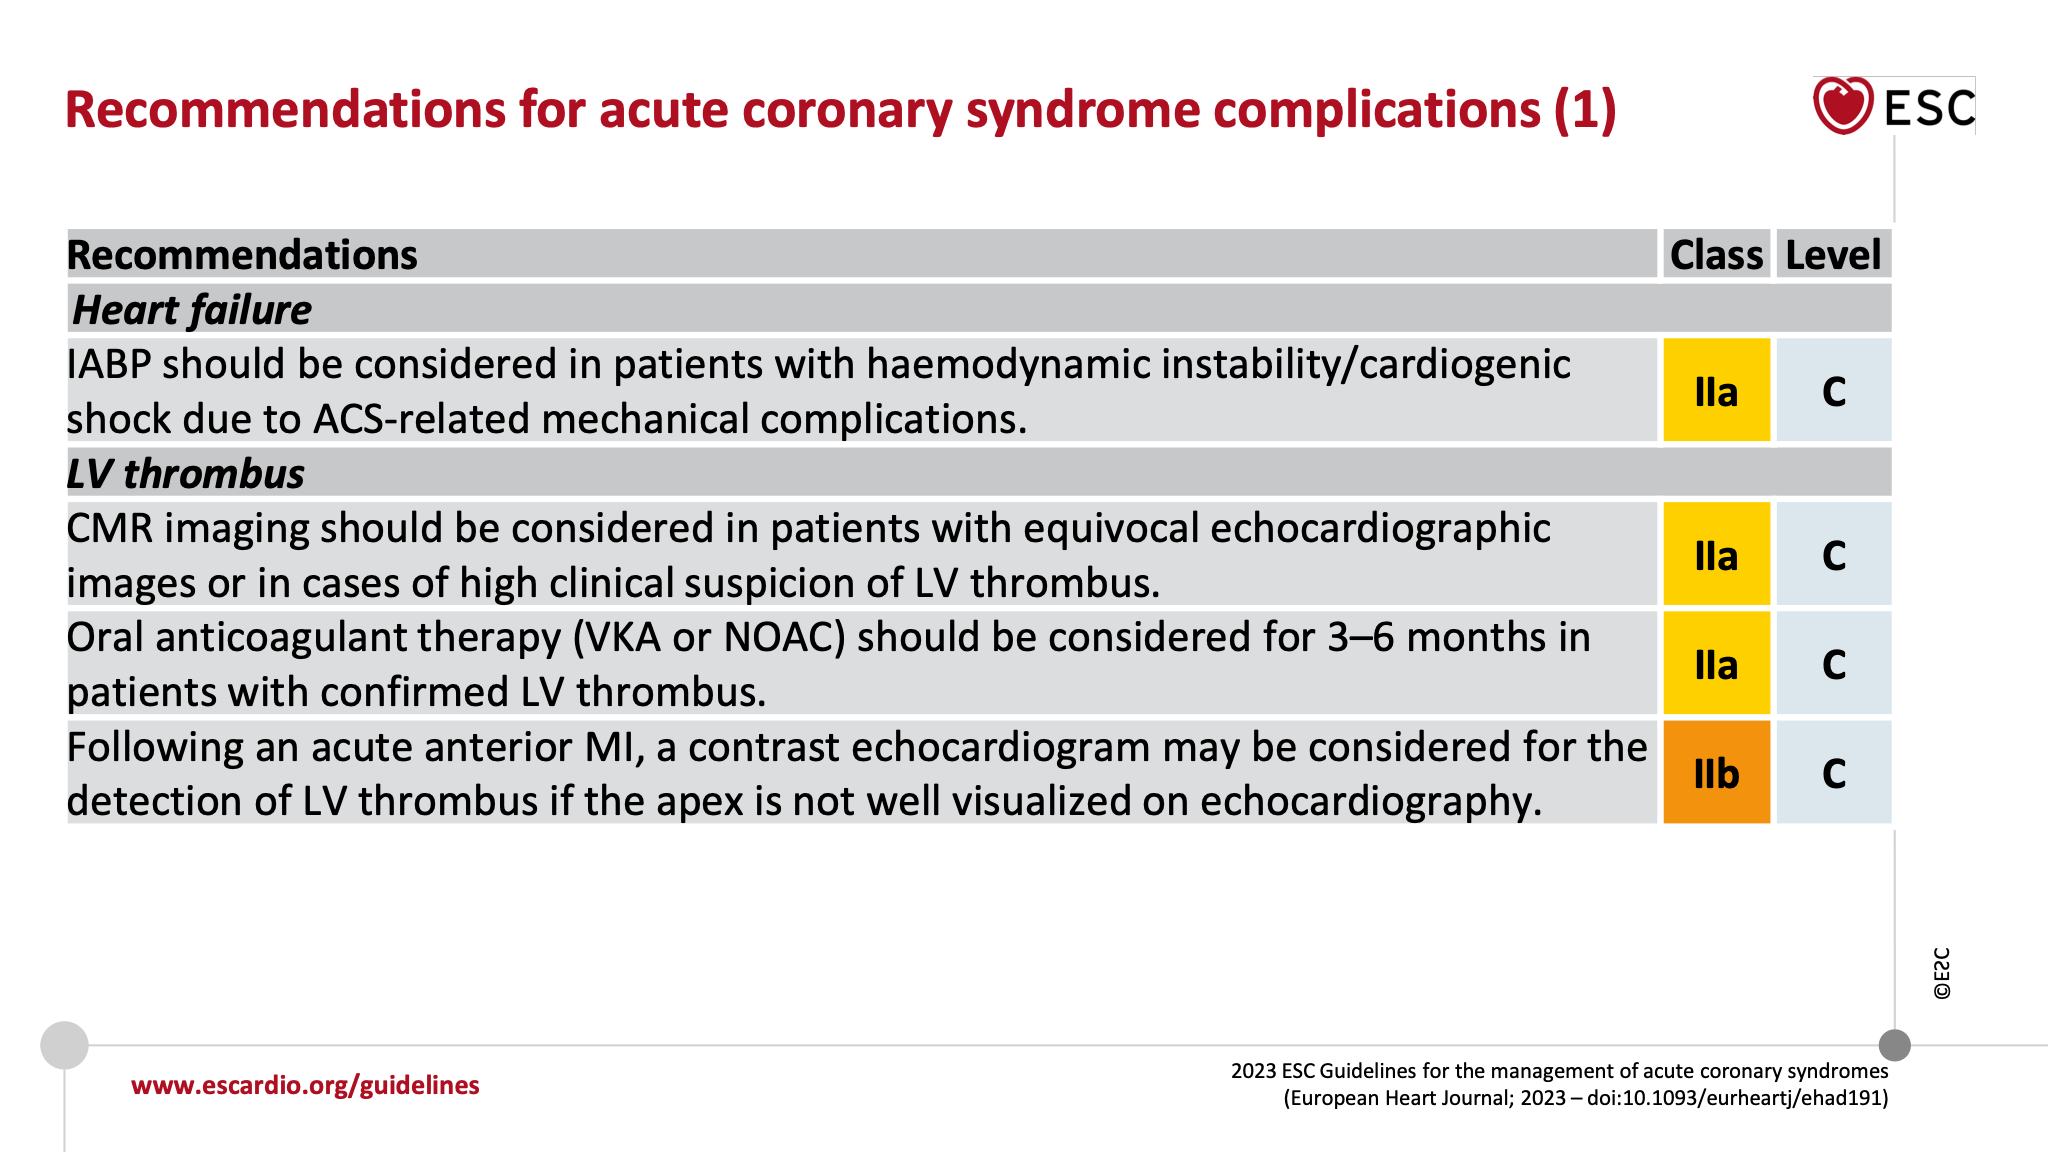 Recommendations for acute coronary syndrome complications (1)
ESC
Recommendations Class Level
Heart failure
IABP should be considered in patients with haemodynamic instability/cardiogenic
shock due to ACS-related mechanical complications.
IIa C
LV thrombus
CMR imaging should be considered in patients with equivocal echocardiographic
images or in cases of high clinical suspicion of LV thrombus.
IIa C
Oral anticoagulant therapy (VKA or NOAC) should be considered for 3–6 months in
patients with confirmed LV thrombus.
IIa C
Following an acute anterior MI, a contrast echocardiogram may be considered for the
detection of LV thrombus if the apex is not well visualized on echocardiography.
IIb C
©ESC
www.escardio.org/guidelines
2023 ESC Guidelines for the management of acute coronary syndromes
(European Heart Journal; 2023 – doi:10.1093/eurheartj/ehad191)